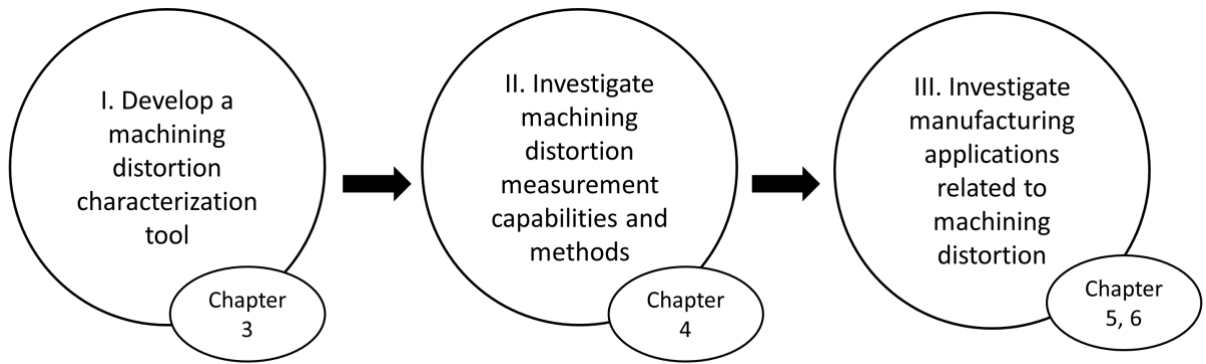 I. Develop a
machining
distortion
characterization
tool
Chapter
3
II. Investigate
machining
distortion
measurement
capabilities and
methods
Chapter
4
III. Investigate
manufacturing
applications
related to
machining
distortion
Chapter
5, 6